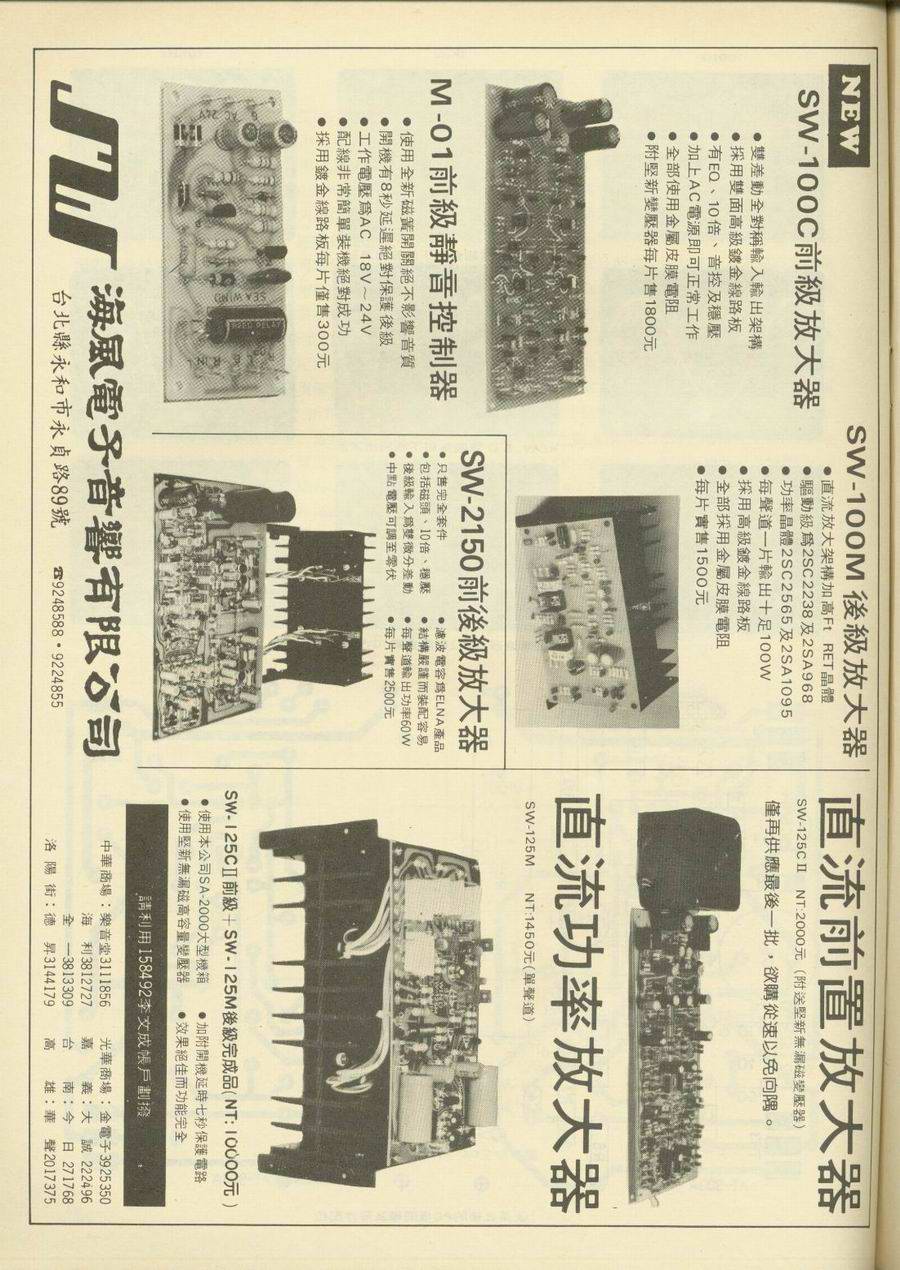 NEW
SW-100C前級放大器
●雙差動全對稱輸入輸出架構
●採用雙面高級鍍金線路板
●有EQ、10倍、音控及穩壓
●加上AC電源即可正常工作
●全部使用金屬皮膜電阻
●附堅新變壓器每片售1800元
M-01前級靜音控制器
●使用全新磁簧開關絕不影響音質
●開機有8秒延遲絕對保護後級
●工作電壓爲AC 18V～24V
●配線非常簡單裝機絕對成功
●採用鍍金線路板每片僅售300元
AC 24V
SEAWIND
REED RELAY
SW-100M後級放大器
●直流放大架構加高Ft RET晶體
●驅動級爲2SC2238及2SA968
●功率晶體2SC2565及2SA1095
●每聲道一片輸出十足100W
●採用高級鍍金線路板
●全部採用金屬皮膜電阻
●每片實售1500元
SW-2150前後級放大器
●只售完全套件
●包括磁頭、10倍、穩壓
●後級輸入爲雙微分差動
●中點電壓可調至零伏
●濾波電容爲ELNA產品
●結構嚴謹而裝配容易
●每聲道輸出功率60W
●每片實售2500元
直流前置放大器
SW-125CⅡ NT:2000元(附送堅新無漏磁變壓器)
僅再供應最後一批，欲購從速以免向隅。
直流功率放大器
SW-125M NT:1450元(單聲道)
SW-125CⅡ前級＋SW-125M後級完成品(NT:10000元)
●使用本公司SA-2000大型機箱
●使用堅新無漏磁高容量變壓器
●加附開機延時七秒保護電路
●效果絕佳而功能完全
請利用158492李文成帳戶劃撥
海風電子音響有限公司
台北縣永和市永貞路89號 ☎9248588・9224855
中華商場：樂音堂3111856 光華商場：金電子3925350
海利3812727 嘉義：大誠222496
全一3813309 台南：今日271768
洛陽街：德昇3144179 高雄：華聲2017375